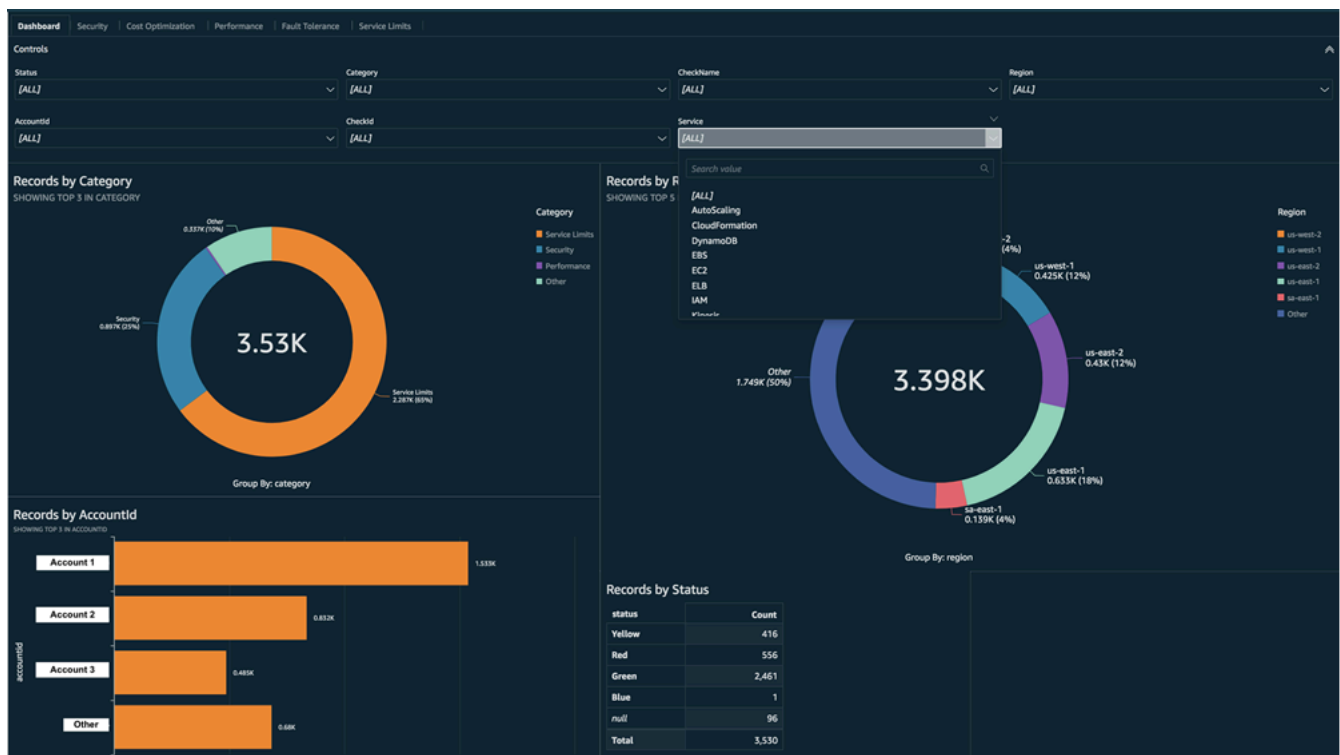 Dashboard Security Cost Optimization Performance Fault Tolerance Service Limits
Controls
Status Category CheckName Region
[ALL] [ALL] [ALL] [ALL]
AccountId CheckId Service
[ALL] [ALL] [ALL]
Search value
[ALL]
AutoScaling
CloudFormation
DynamoDB
EBS
EC2
ELB
IAM
Kinesis
Records by Category
SHOWING TOP 3 IN CATEGORY
Other
0.337K (10%)
Security
0.897K (25%)
3.53K
Service Limits
2.287K (65%)
Group By: category
Category
Service Limits
Security
Performance
Other
Records by R
SHOWING TOP 5
-2
(4%)
us-west-1
0.425K (12%)
us-east-2
0.43K (12%)
Other
1.749K (50%)
3.398K
us-east-1
0.633K (18%)
sa-east-1
0.139K (4%)
Group By: region
Region
us-west-2
us-west-1
us-east-2
us-east-1
sa-east-1
Other
Records by AccountId
SHOWING TOP 3 IN ACCOUNTID
accountId
Account 1 1.533K
Account 2 0.832K
Account 3 0.485K
Other 0.68K
Records by Status
status Count
Yellow 416
Red 556
Green 2,461
Blue 1
null 96
Total 3,530